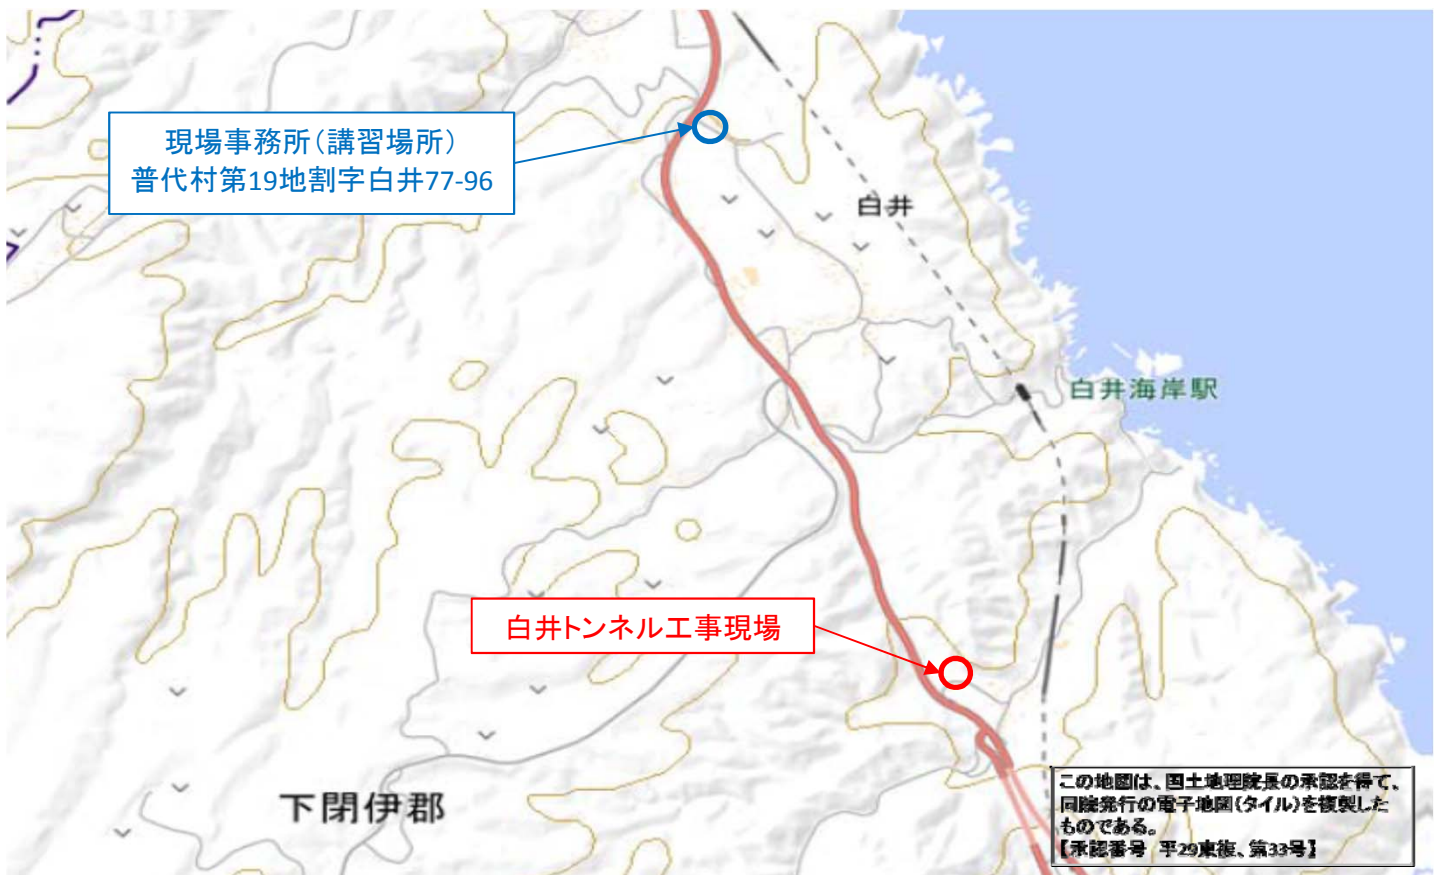 現場事務所(講習場所)
普代村第19地割字白井77-96
白井
白井海岸駅
白井トンネル工事現場
下閉伊郡
この地図は、国土地理院長の承認を得て、
同院発行の電子地図(タイル)を複製した
ものである。
【承認番号 平29東複、第33号】